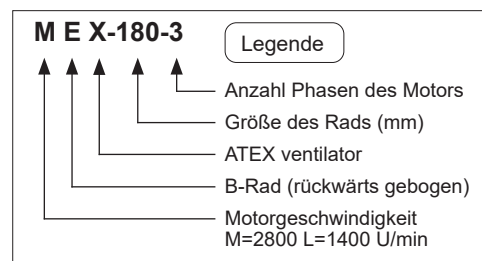 M E X-180-3
Legende
Anzahl Phasen des Motors
Größe des Rads (mm)
ATEX ventilator
B-Rad (rückwärts gebogen)
Motorgeschwindigkeit
M=2800 L=1400 U/min